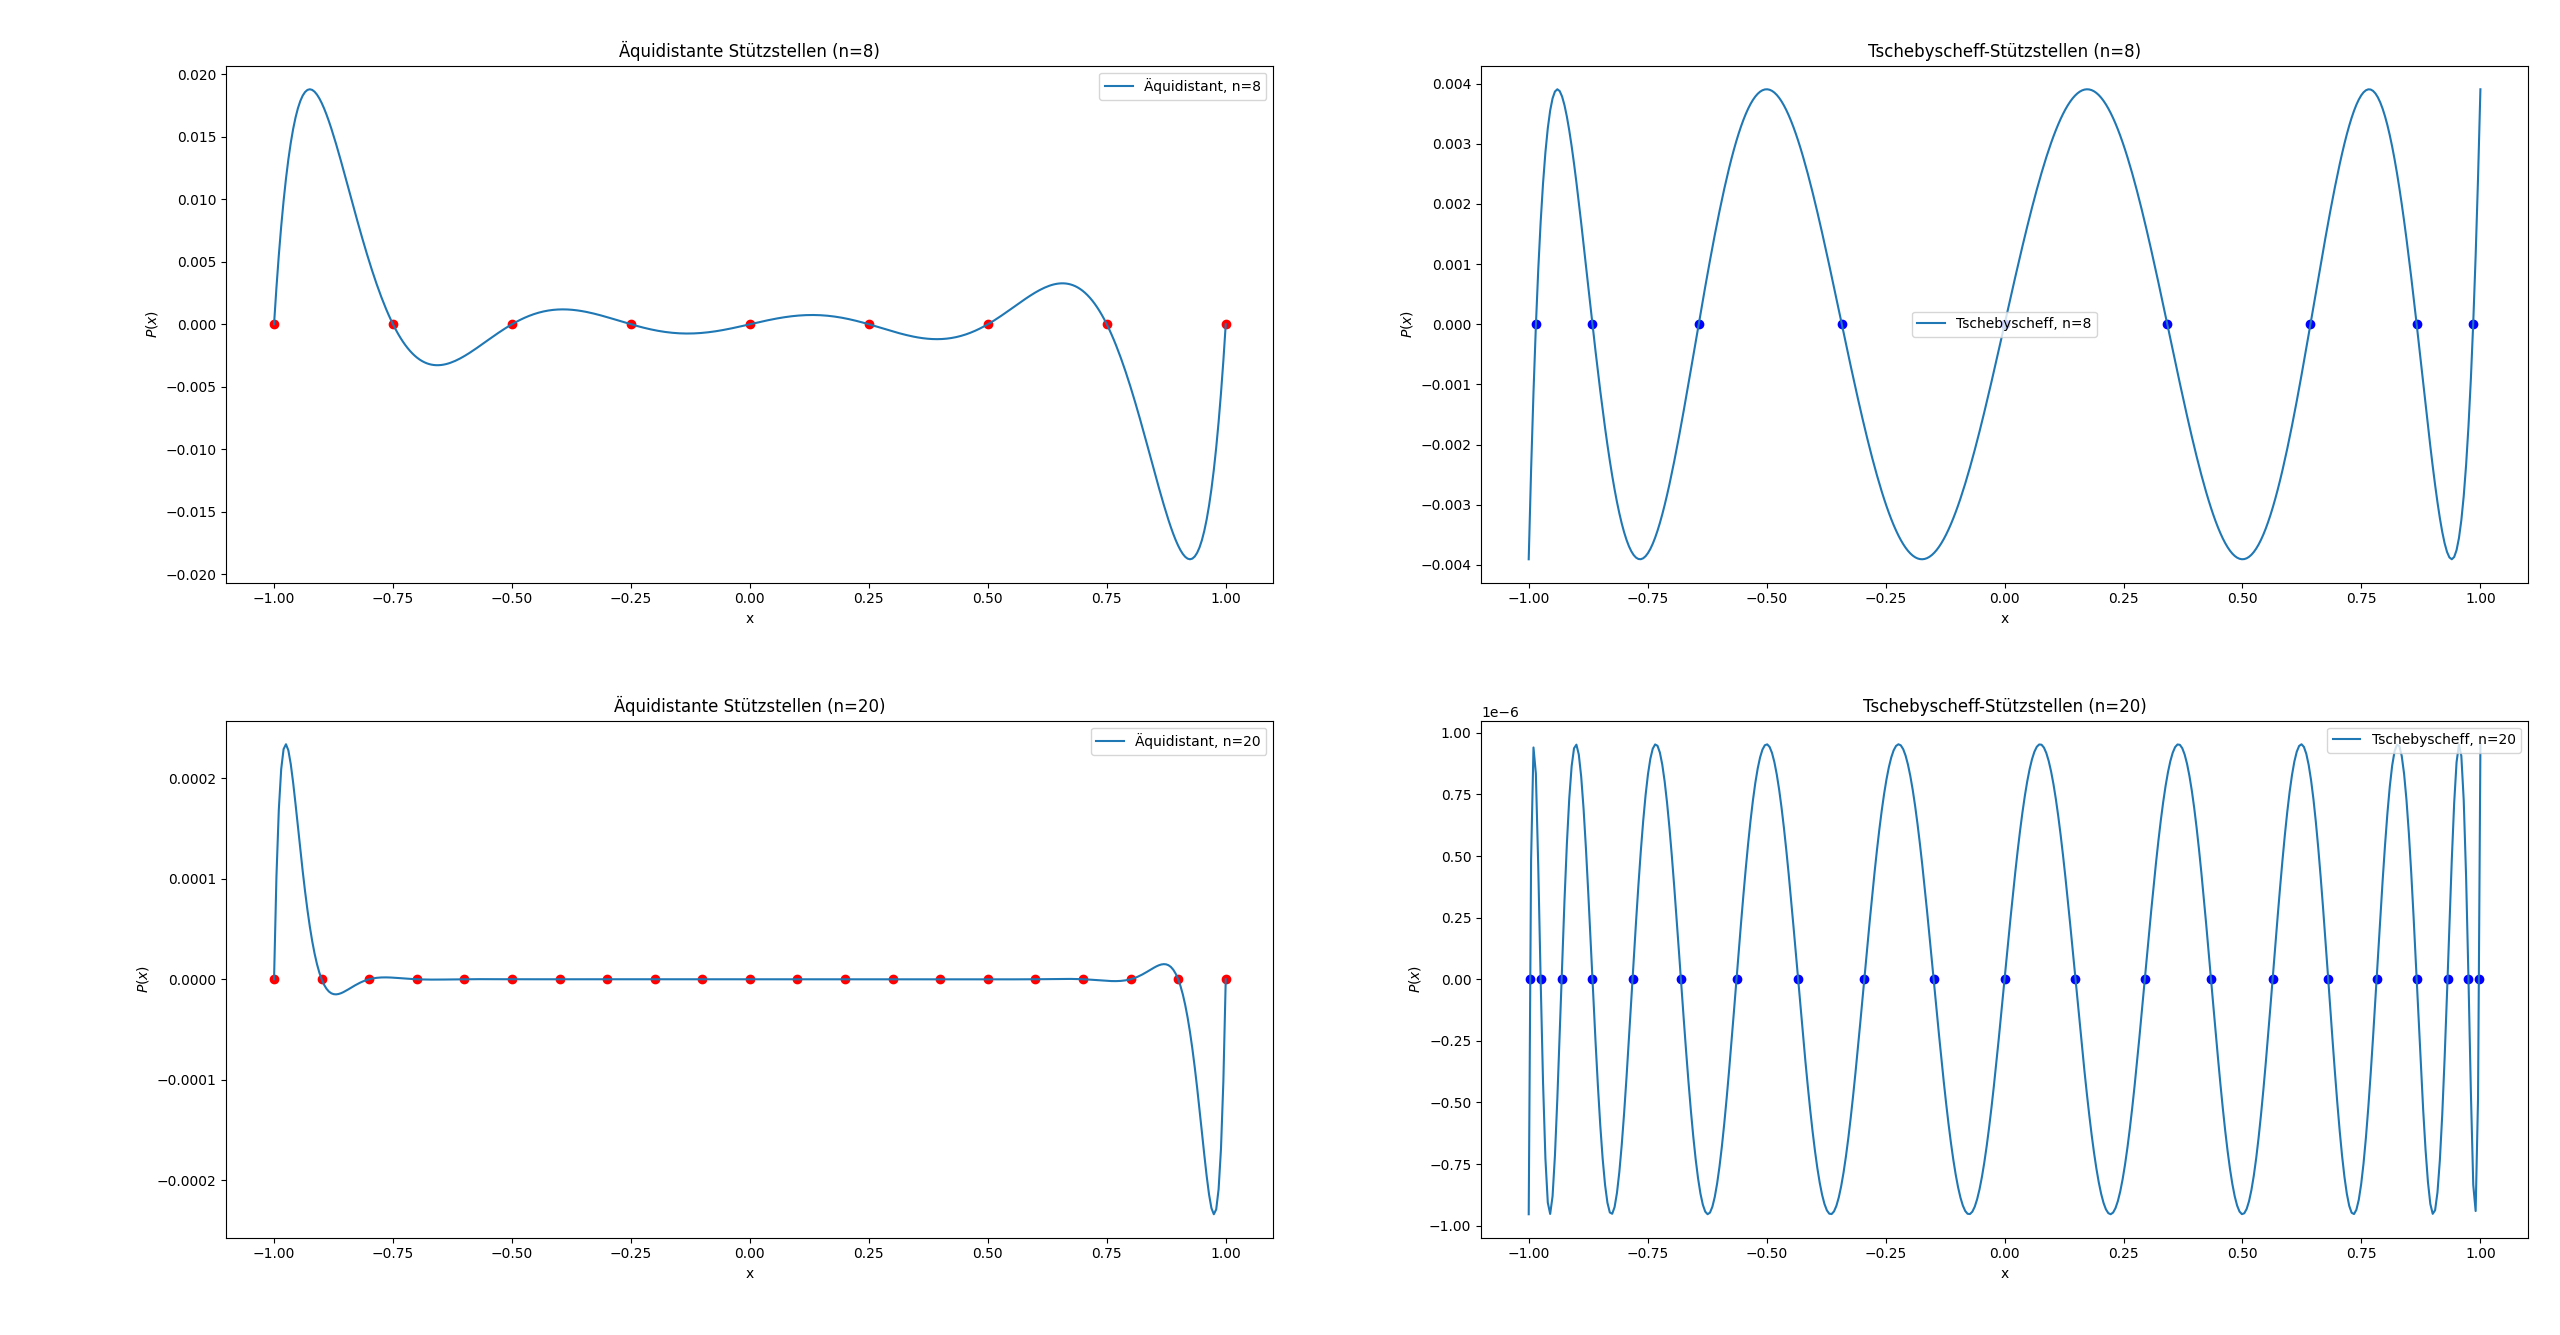 Äquidistante Stützstellen (n=8)
Äquidistant, n=8
0.020
0.015
0.010
0.005
0.000
−0.005
−0.010
−0.015
−0.020
P(x)
−1.00 −0.75 −0.50 −0.25 0.00 0.25 0.50 0.75 1.00
x
Tschebyscheff-Stützstellen (n=8)
Tschebyscheff, n=8
0.004
0.003
0.002
0.001
0.000
−0.001
−0.002
−0.003
−0.004
P(x)
−1.00 −0.75 −0.50 −0.25 0.00 0.25 0.50 0.75 1.00
x
Äquidistante Stützstellen (n=20)
Äquidistant, n=20
0.0002
0.0001
0.0000
−0.0001
−0.0002
P(x)
−1.00 −0.75 −0.50 −0.25 0.00 0.25 0.50 0.75 1.00
x
Tschebyscheff-Stützstellen (n=20)
1e−6
Tschebyscheff, n=20
1.00
0.75
0.50
0.25
0.00
−0.25
−0.50
−0.75
−1.00
P(x)
−1.00 −0.75 −0.50 −0.25 0.00 0.25 0.50 0.75 1.00
x